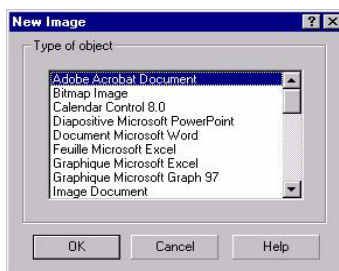 New Image
Type of object
Adobe Acrobat Document
Bitmap Image
Calendar Control 8.0
Diapositive Microsoft PowerPoint
Document Microsoft Word
Feuille Microsoft Excel
Graphique Microsoft Excel
Graphique Microsoft Graph 97
Image Document
OK
Cancel
Help